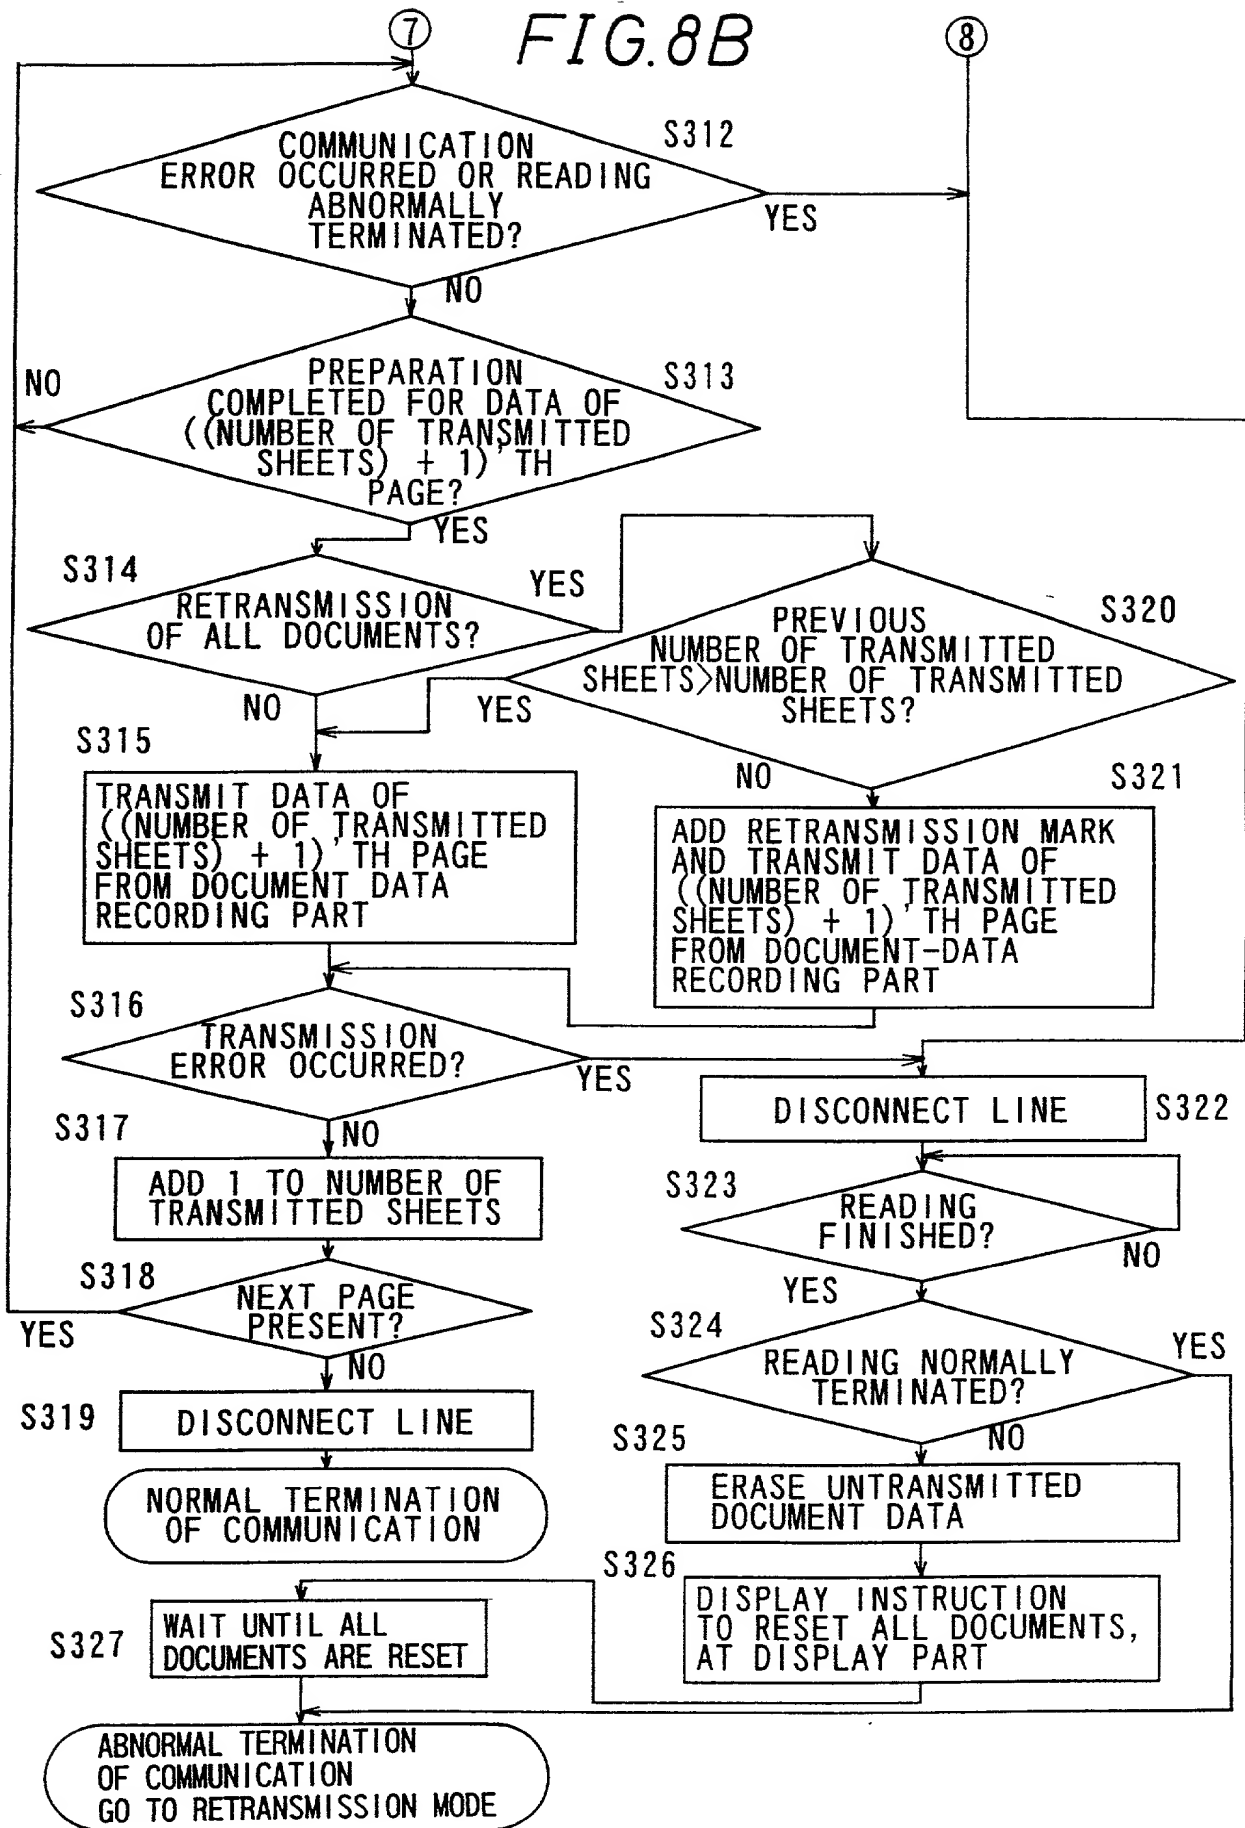 ⑦
FIG.8B
⑧
S312
COMMUNICATION
ERROR OCCURRED OR READING
ABNORMALLY
TERMINATED?
YES
NO
S313
NO
PREPARATION
COMPLETED FOR DATA OF
((NUMBER OF TRANSMITTED
SHEETS) + 1)'TH
PAGE?
YES
S314
RETRANSMISSION
OF ALL DOCUMENTS?
YES
NO
S320
PREVIOUS
NUMBER OF TRANSMITTED
SHEETS>NUMBER OF TRANSMITTED
SHEETS?
YES
NO
S315
TRANSMIT DATA OF
((NUMBER OF TRANSMITTED
SHEETS) + 1)'TH PAGE
FROM DOCUMENT DATA
RECORDING PART
S321
ADD RETRANSMISSION MARK
AND TRANSMIT DATA OF
((NUMBER OF TRANSMITTED
SHEETS) + 1)'TH PAGE
FROM DOCUMENT-DATA
RECORDING PART
S316
TRANSMISSION
ERROR OCCURRED?
YES
NO
S317
ADD 1 TO NUMBER OF
TRANSMITTED SHEETS
S318
NEXT PAGE
PRESENT?
YES
NO
S319
DISCONNECT LINE
NORMAL TERMINATION
OF COMMUNICATION
DISCONNECT LINE
S322
S323
READING
FINISHED?
NO
YES
S324
READING NORMALLY
TERMINATED?
YES
NO
S325
ERASE UNTRANSMITTED
DOCUMENT DATA
S326
DISPLAY INSTRUCTION
TO RESET ALL DOCUMENTS,
AT DISPLAY PART
S327
WAIT UNTIL ALL
DOCUMENTS ARE RESET
ABNORMAL TERMINATION
OF COMMUNICATION
GO TO RETRANSMISSION MODE